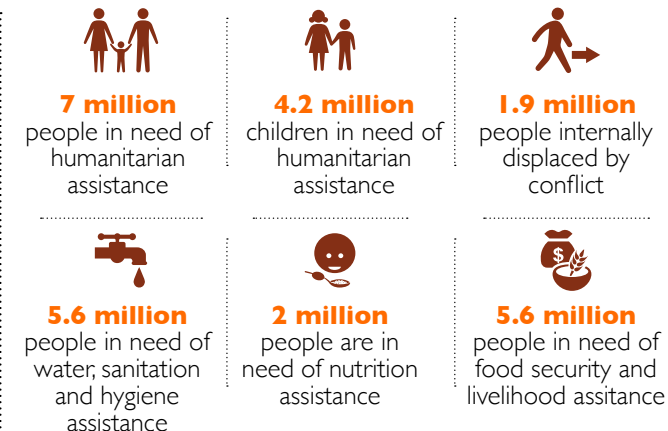 7 million
people in need of
humanitarian
assistance
4.2 million
children in need of
humanitarian
assistance
1.9 million
people internally
displaced by
conflict
5.6 million
people in need of
water, sanitation
and hygiene
assistance
2 million
people are in
need of nutrition
assistance
$
5.6 million
people in need of
food security and
livelihood assitance